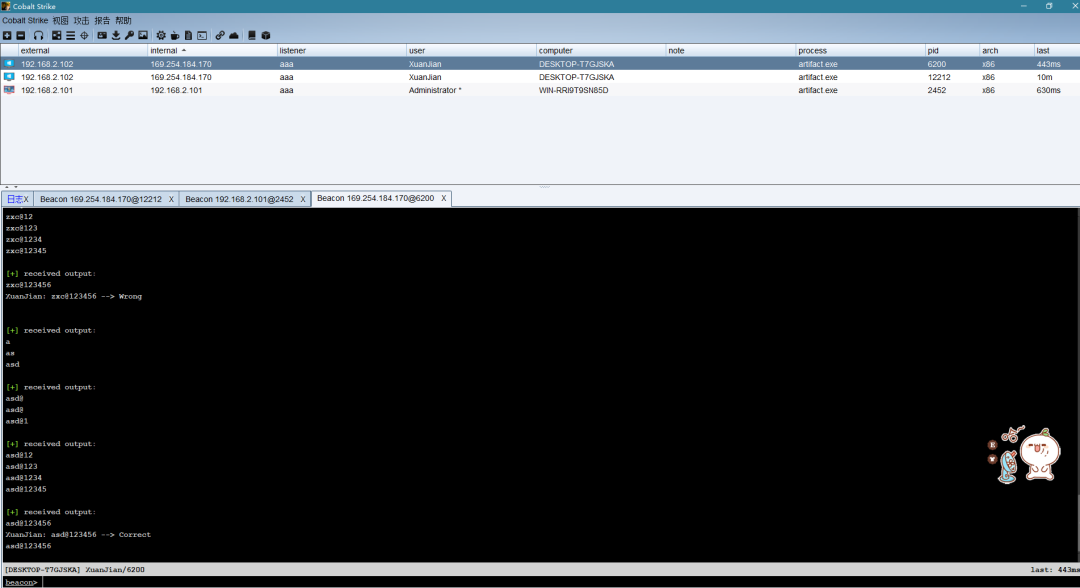 Cobalt Strike
Cobalt Strike 视图 攻击 报告 帮助
external internal listener user computer note process pid arch last
192.168.2.102 169.254.184.170 aaa XuanJian DESKTOP-T7GJSKA artifact.exe 6200 x86 443ms
192.168.2.102 169.254.184.170 aaa XuanJian DESKTOP-T7GJSKA artifact.exe 12212 x86 10m
192.168.2.101 192.168.2.101 aaa Administrator * WIN-RRI9T9SN85D artifact.exe 2452 x86 630ms
日志X Beacon 169.254.184.170@12212 X Beacon 192.168.2.101@2452 X Beacon 169.254.184.170@6200 X
zxc@12
zxc@123
zxc@1234
zxc@12345
[+] received output:
zxc@123456
XuanJian: zxc@123456 --> Wrong
[+] received output:
a
as
asd
[+] received output:
asd@
asd@
asd@1
[+] received output:
asd@12
asd@123
asd@1234
asd@12345
[+] received output:
asd@123456
XuanJian: asd@123456 --> Correct
asd@123456
[DESKTOP-T7GJSKA] XuanJian/6200 last: 443ms
beacon>